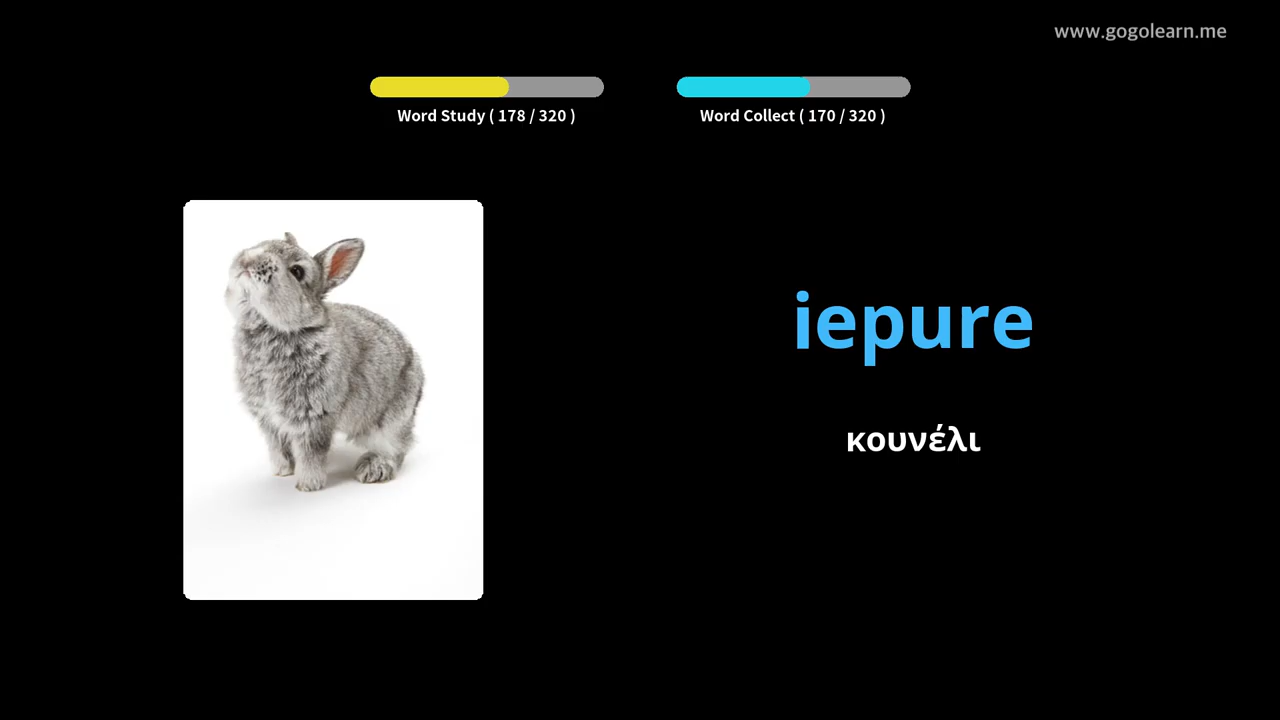 www.gogolearn.me
Word Study ( 178 / 320 )
Word Collect ( 170 / 320 )
iepure
κουνέλι